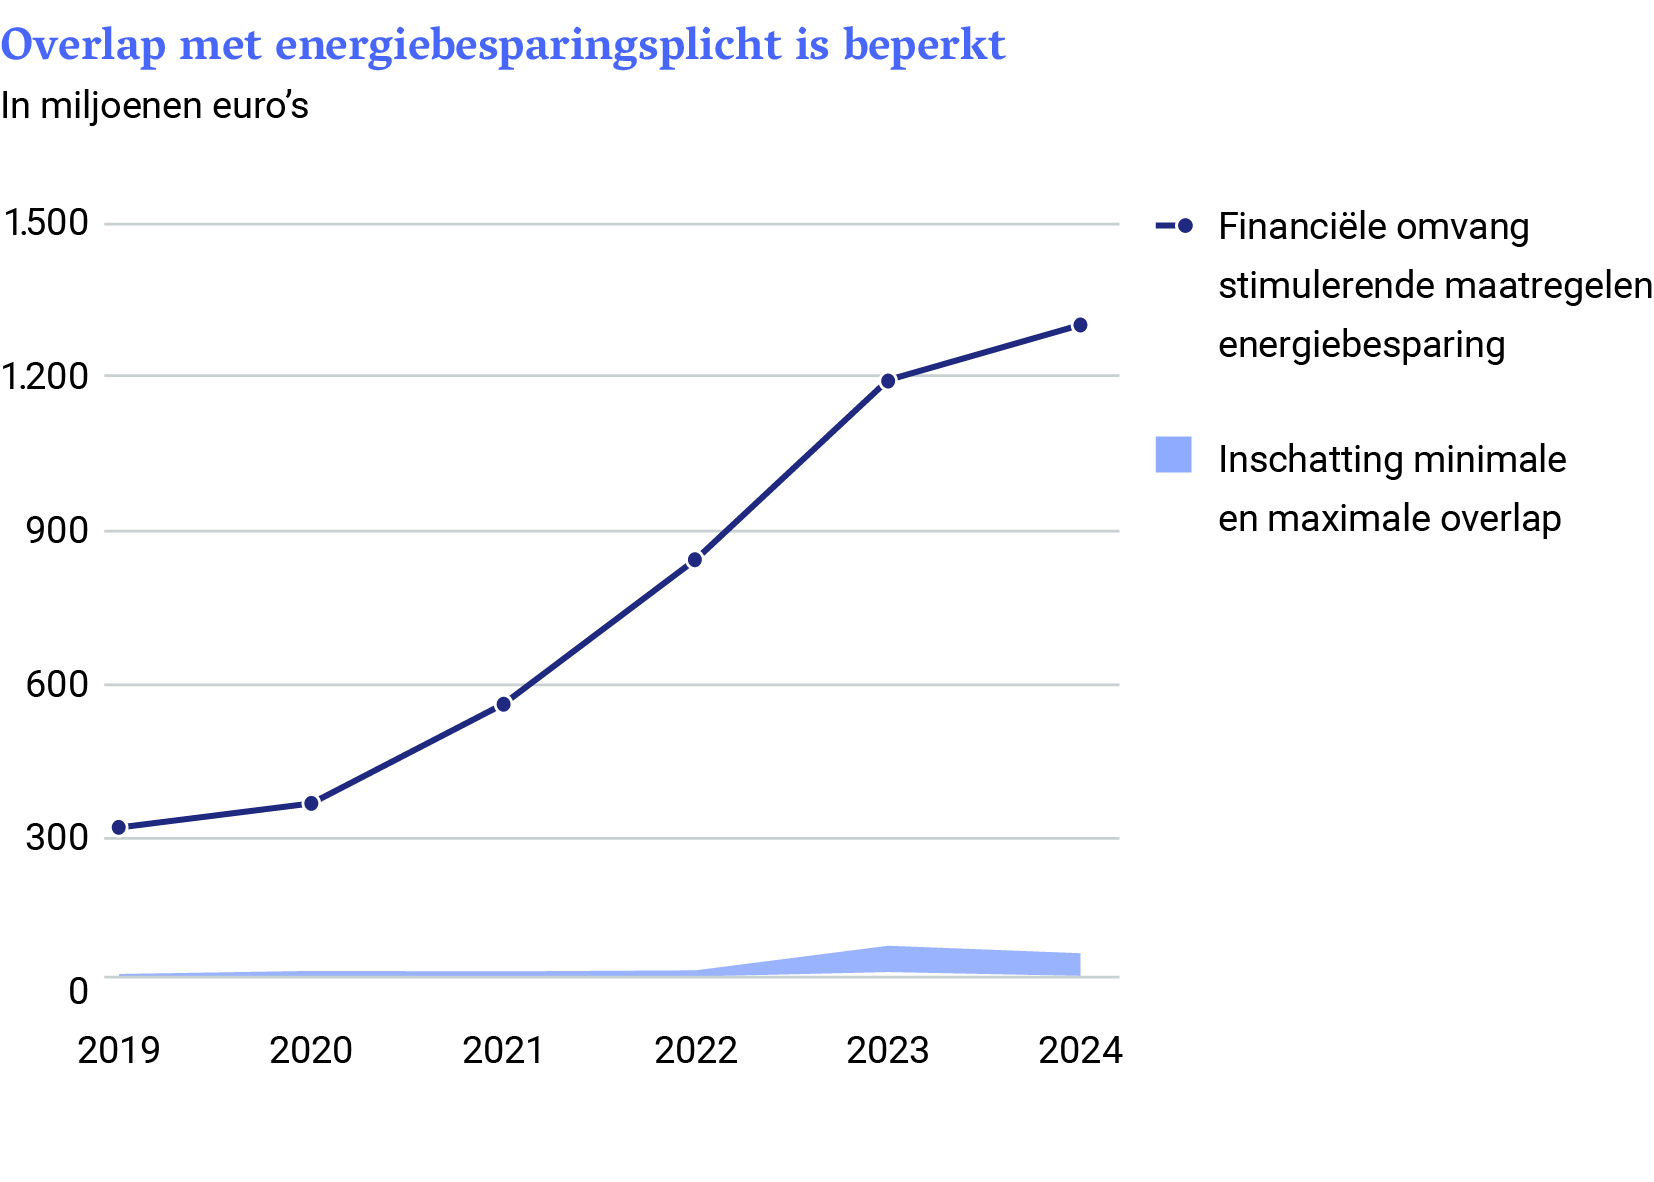 Overlap met energiebesparingsplicht is beperkt
In miljoenen euro’s
1.500
1.200
900
600
300
0
2019 2020 2021 2022 2023 2024
Financiële omvang
stimulerende maatregelen
energiebesparing
Inschatting minimale
en maximale overlap